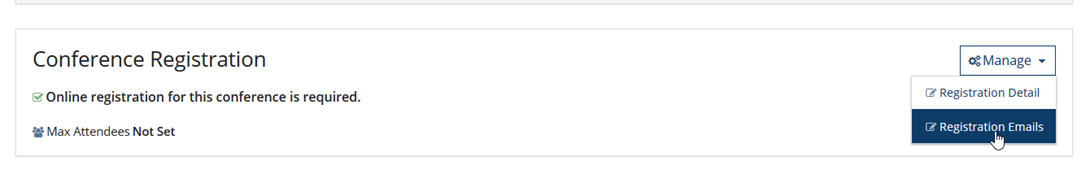 Conference Registration
Manage
Online registration for this conference is required.
Registration Detail
Max Attendees Not Set
Registration Emails